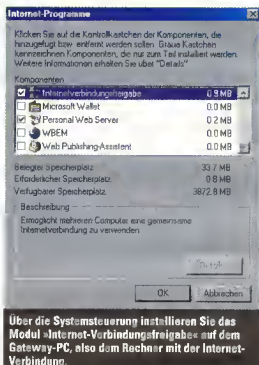 Internet-Programme
Klicken Sie auf die Kontrollkästchen der Komponenten, die
hinzugefügt bzw. entfernt werden sollen. Graue Kästchen
kennzeichnen Komponenten, die nur zum Teil installiert werden.
Weitere Informationen erhalten Sie über "Details"
Komponenten
Internetverbindungsfreigabe 0.9 MB
Microsoft Wallet 0.0 MB
Personal Web Server 0.2 MB
WBEM 0.0 MB
Web Publishing-Assistent 0.0 MB
Belegter Speicherplatz: 33.7 MB
Erforderlicher Speicherplatz: 0.8 MB
Verfügbarer Speicherplatz: 3872.8 MB
Beschreibung
Ermöglicht mehreren Computer eine gemeinsame
Internetverbindung zu verwenden.
OK Abbrechen
Über die Systemsteuerung installieren Sie das
Modul »Internet-Verbindungsfreigabe« auf dem
Gateway-PC, also dem Rechner mit der Internet-
Verbindung.